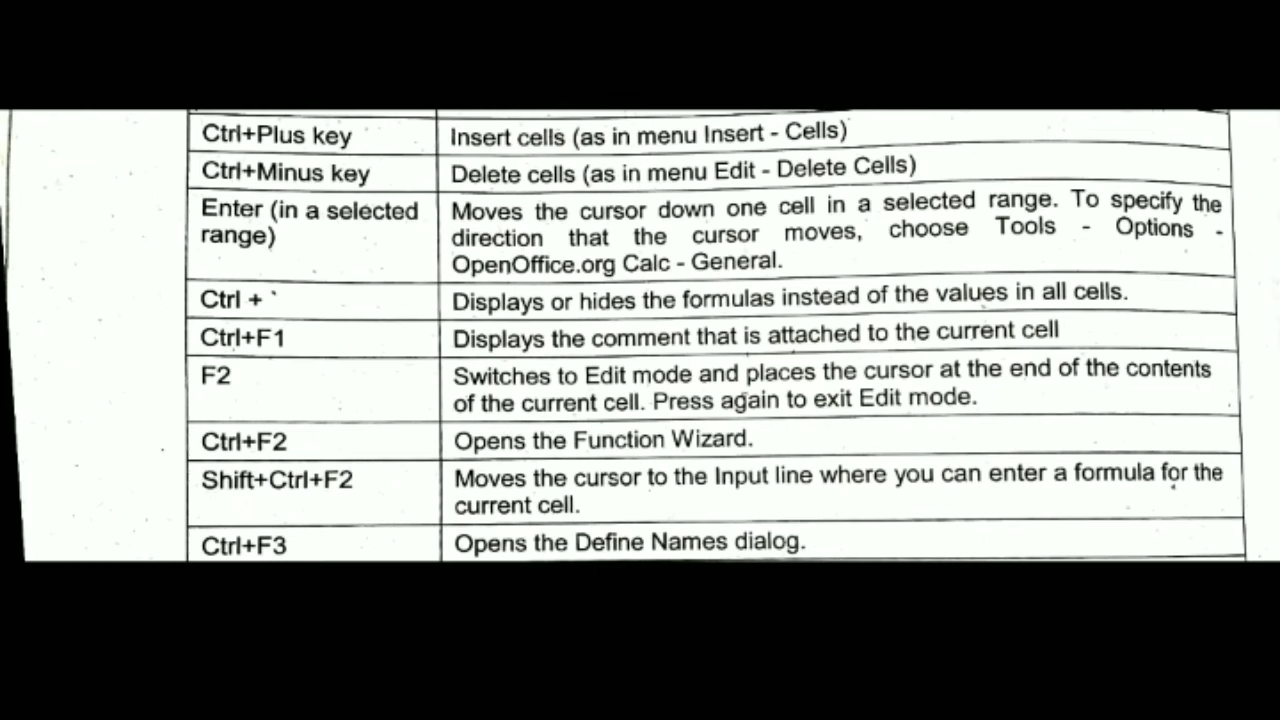 Ctrl+Plus key Insert cells (as in menu Insert - Cells)
Ctrl+Minus key Delete cells (as in menu Edit - Delete Cells)
Enter (in a selected Moves the cursor down one cell in a selected range. To specify the
range) direction that the cursor moves, choose Tools - Options -
OpenOffice.org Calc - General.
Ctrl + ` Displays or hides the formulas instead of the values in all cells.
Ctrl+F1 Displays the comment that is attached to the current cell
F2 Switches to Edit mode and places the cursor at the end of the contents
of the current cell. Press again to exit Edit mode.
Ctrl+F2 Opens the Function Wizard.
Shift+Ctrl+F2 Moves the cursor to the Input line where you can enter a formula for the
current cell.
Ctrl+F3 Opens the Define Names dialog.